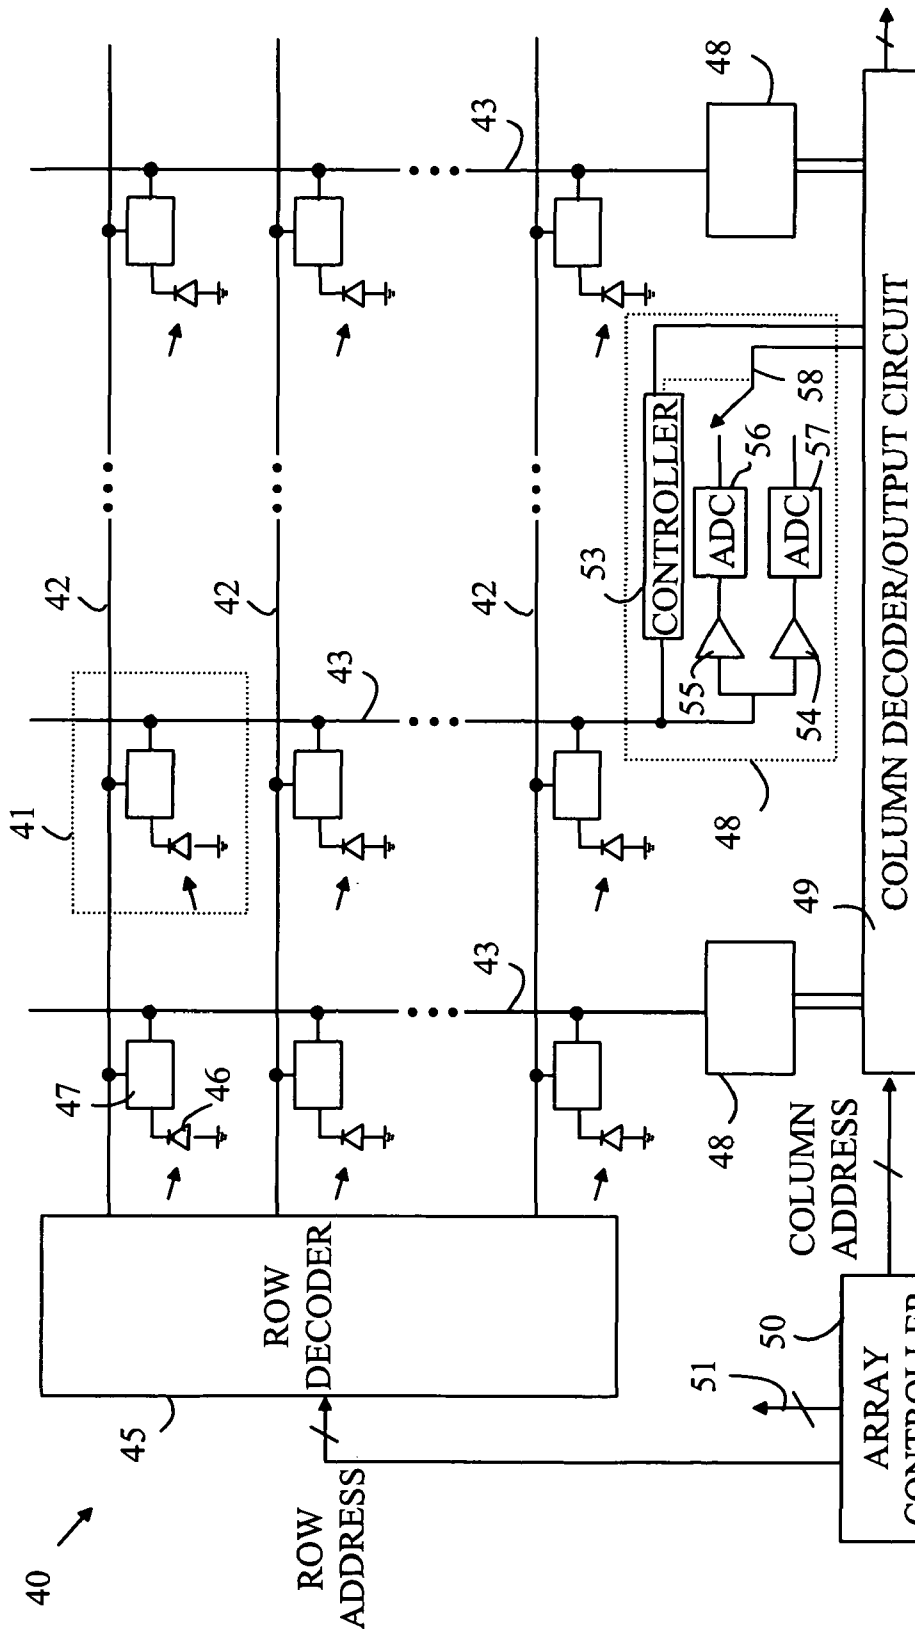 40
41
42
47
45
46
42
ROW
DECODER
ROW
ADDRESS
43
43
42
43
53
CONTROLLER
55
ADC
56
48
48
51
48
50
COLUMN
ADDRESS
54
ADC
57
58
49
COLUMN DECODER/OUTPUT CIRCUIT
ARRAY
CONTROLLER